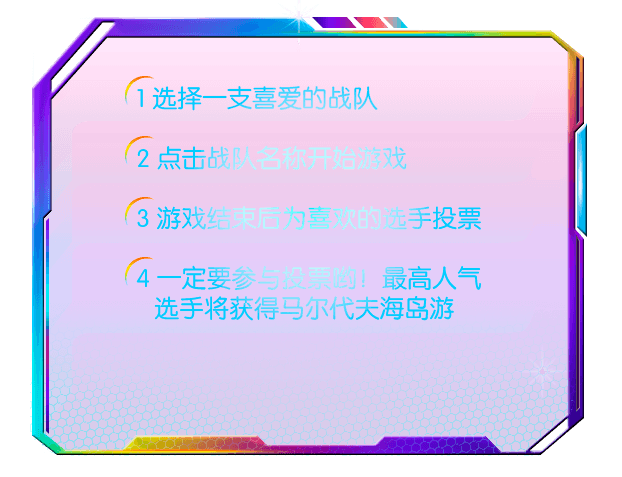 1 选择一支喜爱的战队
2 点击战队名称开始游戏
3 游戏结束后为喜欢的选手投票
4 一定要参与投票哟！最高人气
选手将获得马尔代夫海岛游